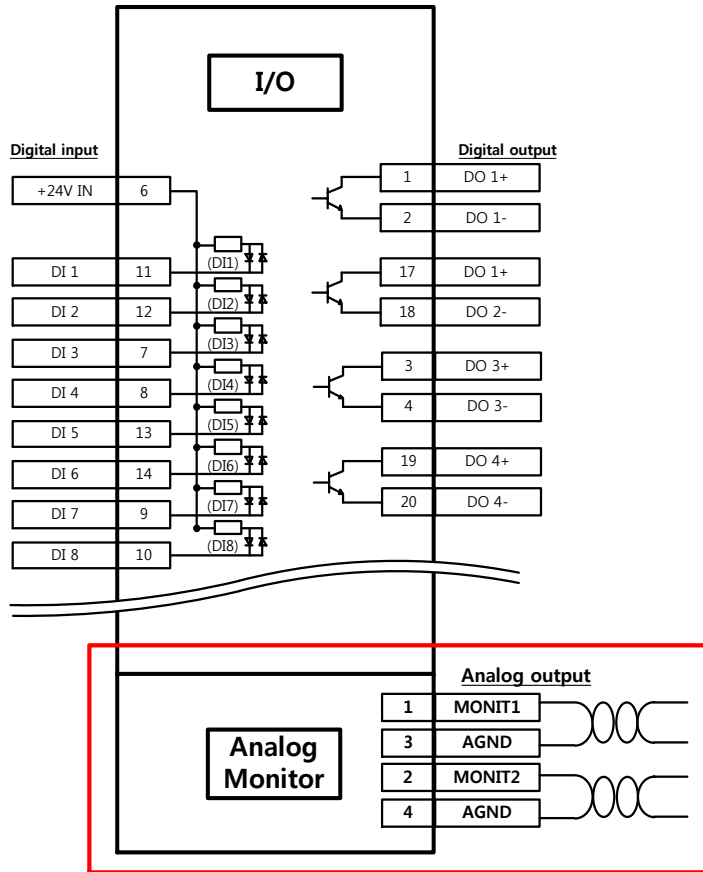 I/O
Digital input
Digital output
+24V IN 6
1 DO 1+
2 DO 1-
(DI1)
DI 1 11
17 DO 1+
(DI2)
DI 2 12
18 DO 2-
(DI3)
DI 3 7
3 DO 3+
(DI4)
DI 4 8
4 DO 3-
(DI5)
DI 5 13
19 DO 4+
(DI6)
DI 6 14
20 DO 4-
(DI7)
DI 7 9
(DI8)
DI 8 10
Analog output
1 MONIT1
Analog
Monitor
3 AGND
2 MONIT2
4 AGND